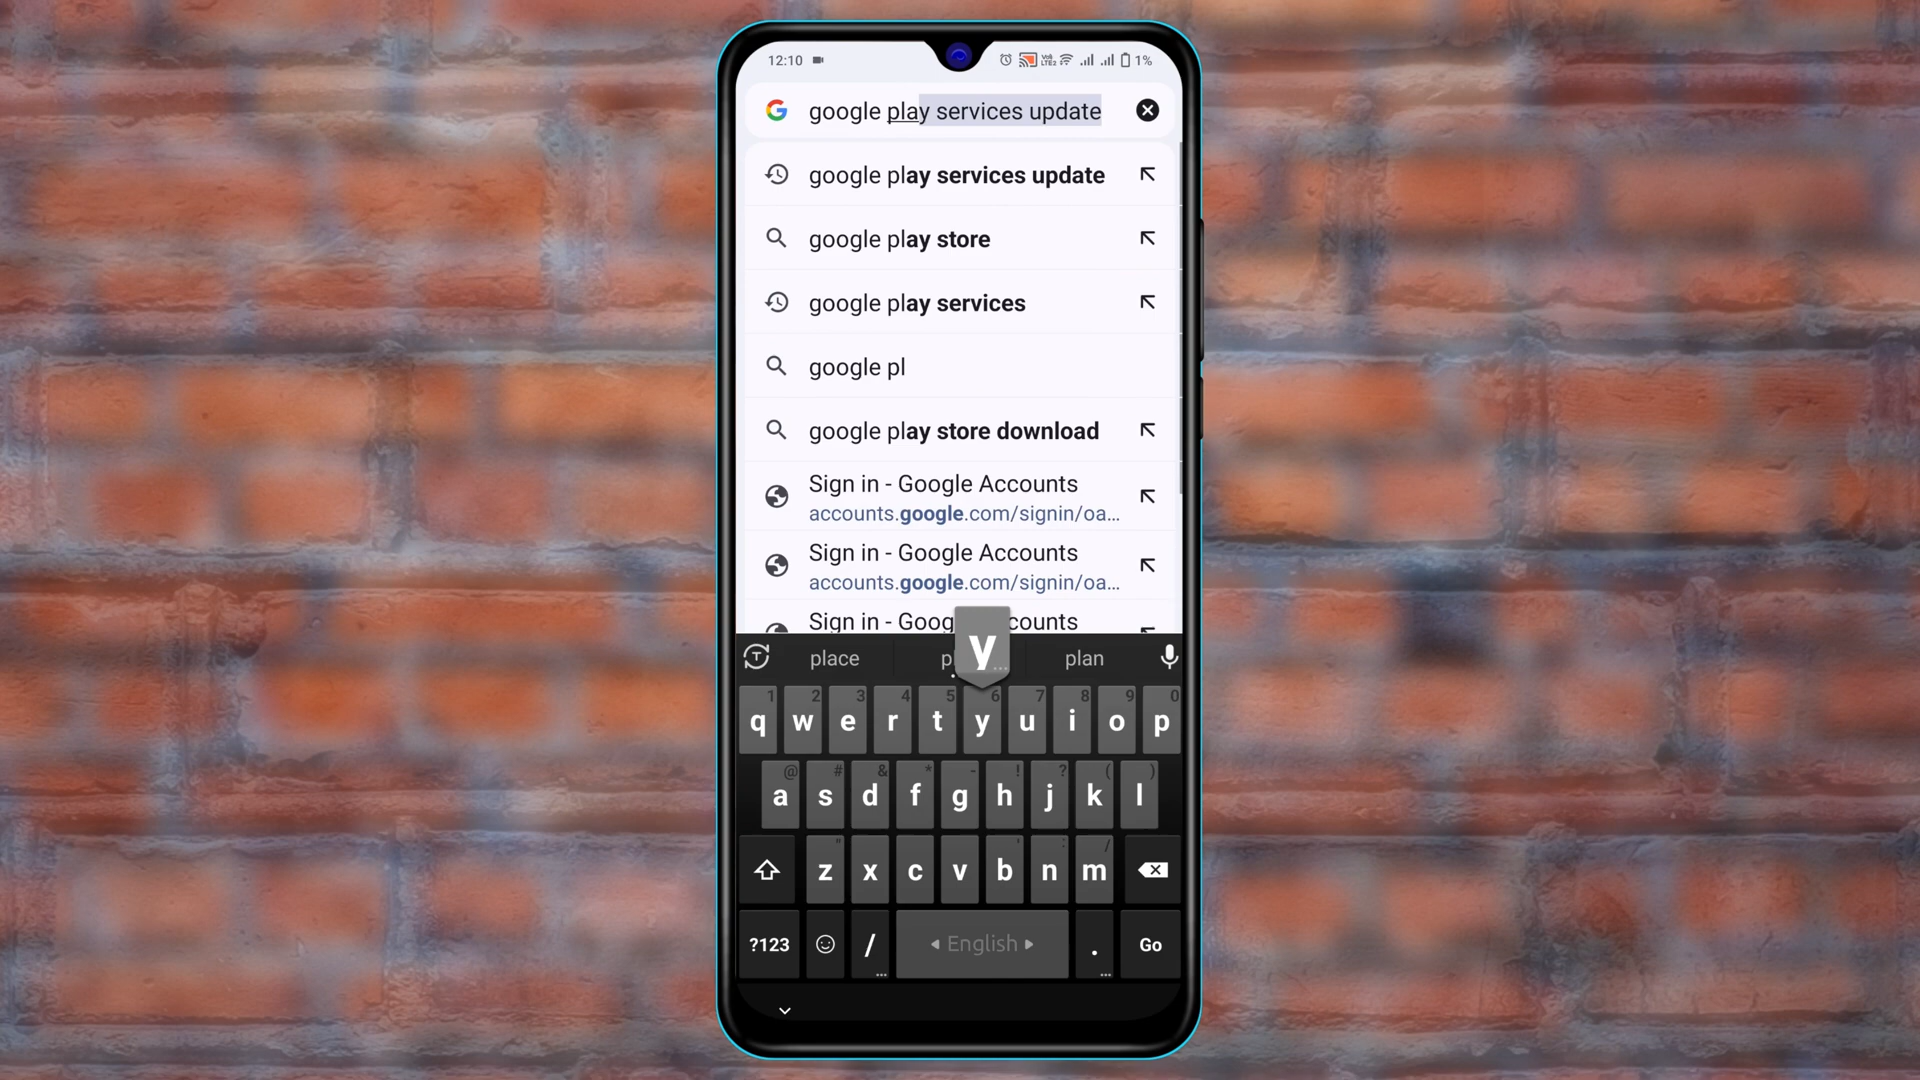 12:10 1%
google play services update
google play services update
google play store
google play services
google pl
google play store download
Sign in - Google Accounts
accounts.google.com/signin/oa...
Sign in - Google Accounts
accounts.google.com/signin/oa...
Sign in - Goog counts
place p y plan
1 2 3 4 5 6 7 8 9 0
q w e r t y u i o p
@ # & * - ! ? ( )
a s d f g h j k l
" ' : /
z x c v b n m
?123 / English . Go